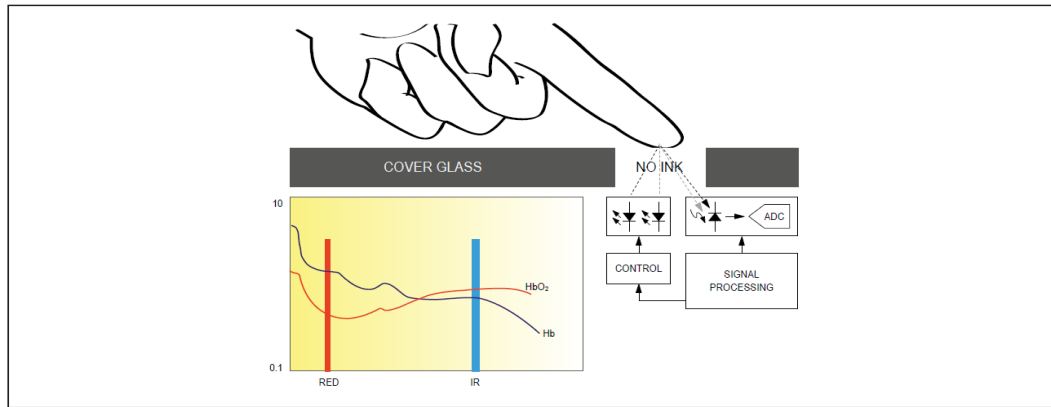 COVER GLASS
NO INK
10
ADC
CONTROL
SIGNAL
PROCESSING
HbO₂
Hb
0.1
RED
IR